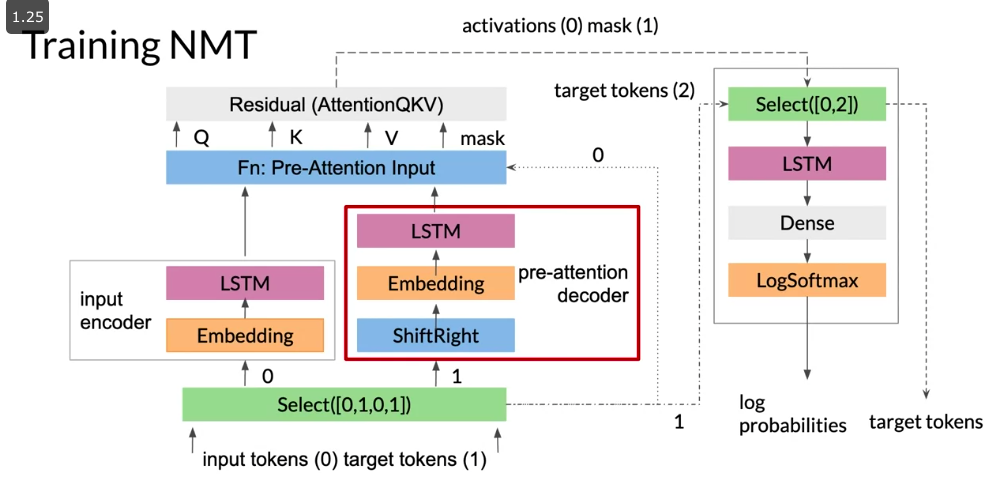 1.25
Training NMT
activations (0) mask (1)
target tokens (2)
Residual (AttentionQKV)
Q
K
V
mask
Fn: Pre-Attention Input
0
LSTM
Embedding
ShiftRight
pre-attention
decoder
input
encoder
LSTM
Embedding
0
1
Select([0,1,0,1])
1
input tokens (0) target tokens (1)
Select([0,2])
LSTM
Dense
LogSoftmax
log
probabilities
target tokens